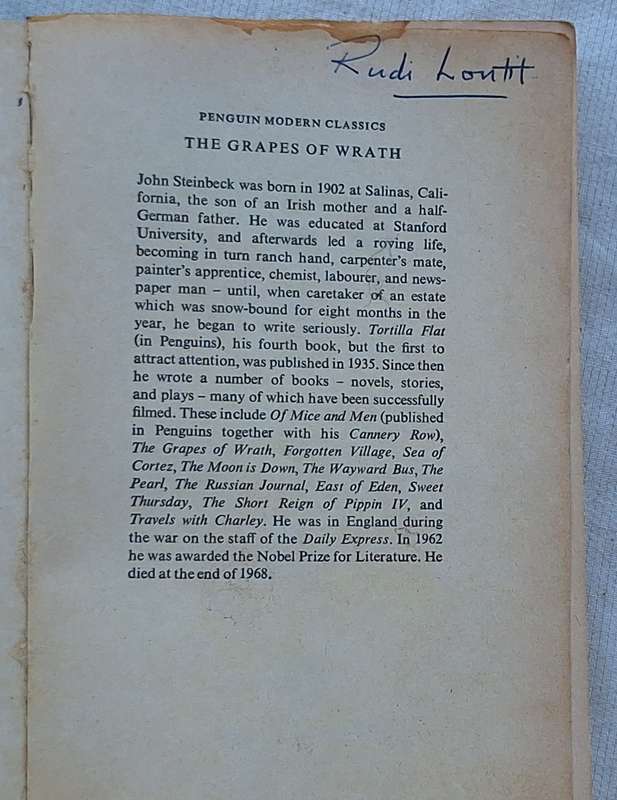 Rudi Loutit
PENGUIN MODERN CLASSICS
THE GRAPES OF WRATH
John Steinbeck was born in 1902 at Salinas, Cali-
fornia, the son of an Irish mother and a half-
German father. He was educated at Stanford
University, and afterwards led a roving life,
becoming in turn ranch hand, carpenter's mate,
painter's apprentice, chemist, labourer, and news-
paper man – until, when caretaker of an estate
which was snow-bound for eight months in the
year, he began to write seriously. Tortilla Flat
(in Penguins), his fourth book, but the first to
attract attention, was published in 1935. Since then
he wrote a number of books – novels, stories,
and plays – many of which have been successfully
filmed. These include Of Mice and Men (published
in Penguins together with his Cannery Row),
The Grapes of Wrath, Forgotten Village, Sea of
Cortez, The Moon is Down, The Wayward Bus, The
Pearl, The Russian Journal, East of Eden, Sweet
Thursday, The Short Reign of Pippin IV, and
Travels with Charley. He was in England during
the war on the staff of the Daily Express. In 1962
he was awarded the Nobel Prize for Literature. He
died at the end of 1968.